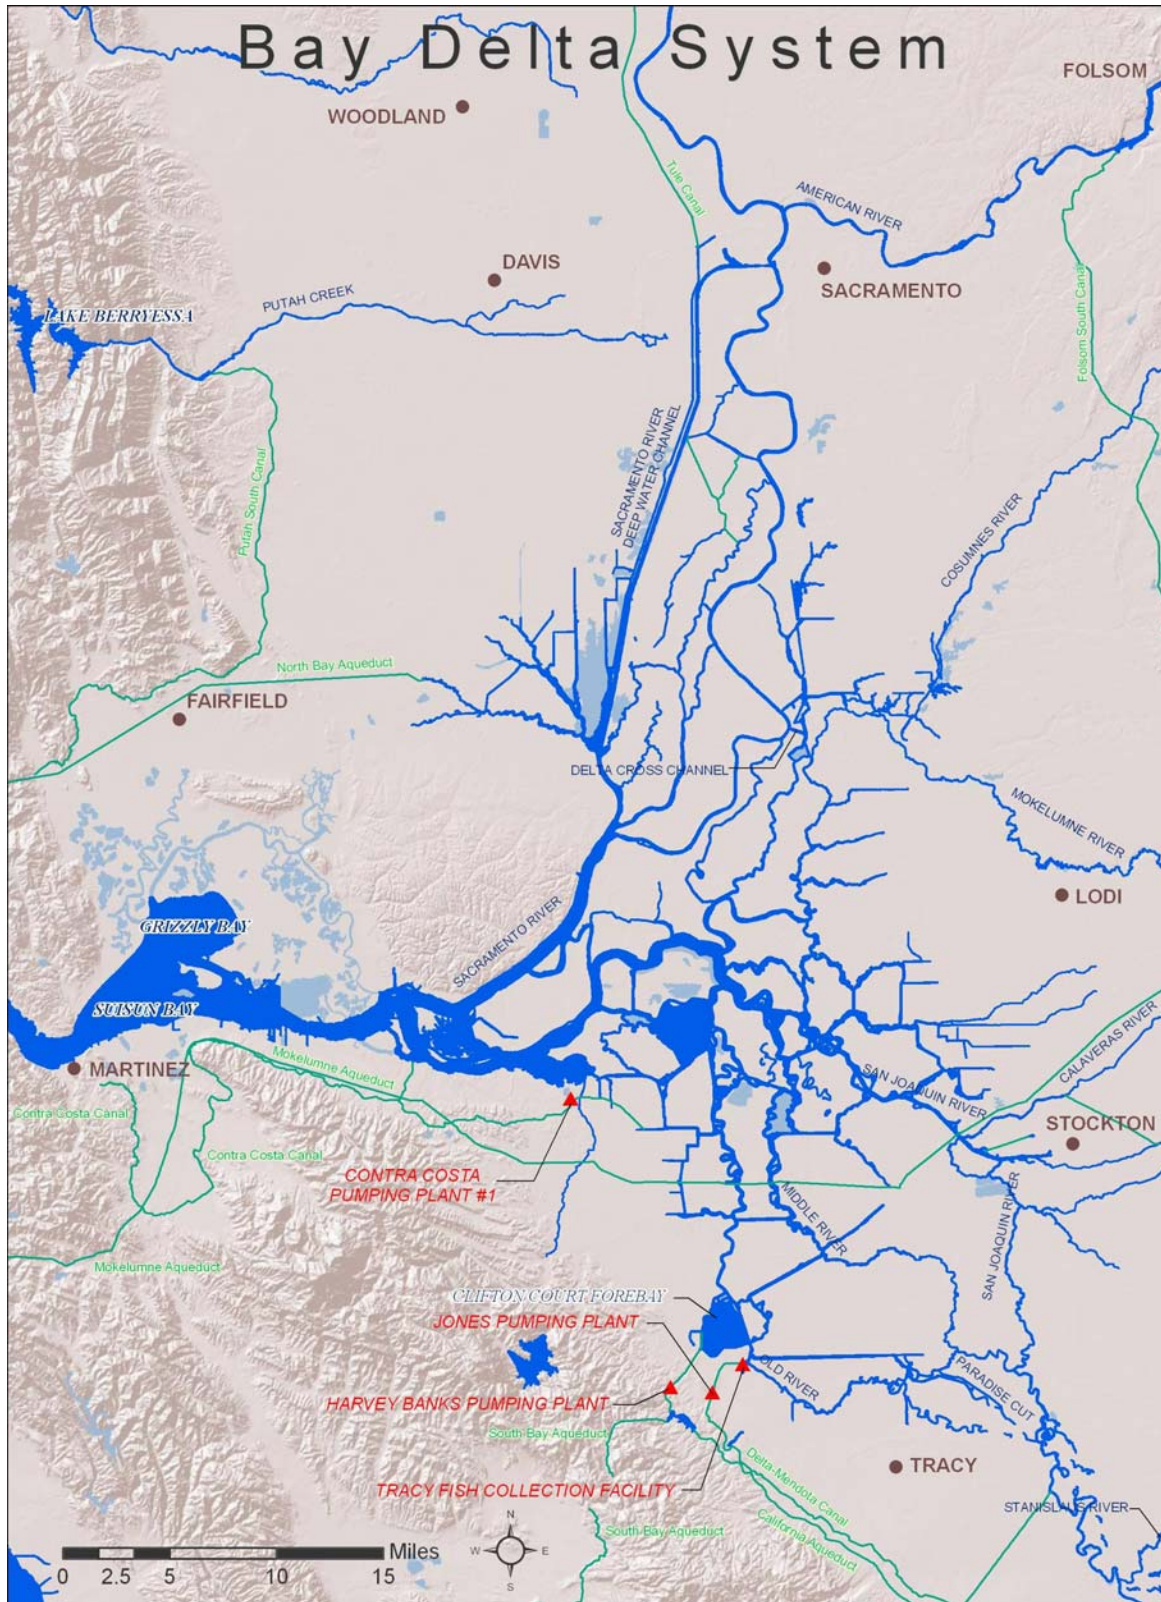 Bay Delta System
FOLSOM
WOODLAND
Tule Canal
AMERICAN RIVER
DAVIS
SACRAMENTO
PUTAH CREEK
LAKE BERRYESSA
Folsom South Canal
SACRAMENTO RIVER
DEEP WATER CHANNEL
Putah South Canal
COSUMNES RIVER
North Bay Aqueduct
FAIRFIELD
DELTA CROSS CHANNEL
MOKELUMNE RIVER
LODI
GRIZZLY BAY
SACRAMENTO RIVER
SUISUN BAY
MARTINEZ
Mokelumne Aqueduct
CALAVERAS RIVER
SAN JOAQUIN RIVER
Contra Costa Canal
STOCKTON
Contra Costa Canal
CONTRA COSTA
PUMPING PLANT #1
MIDDLE RIVER
SAN JOAQUIN RIVER
Mokelumne Aqueduct
CLIFTON COURT FOREBAY
JONES PUMPING PLANT
OLD RIVER
PARADISE CUT
HARVEY BANKS PUMPING PLANT
South Bay Aqueduct
TRACY
TRACY FISH COLLECTION FACILITY
Delta-Mendota Canal
STANISLAUS RIVER
California Aqueduct
South Bay Aqueduct
N
W E
S
Miles
0 2.5 5 10 15